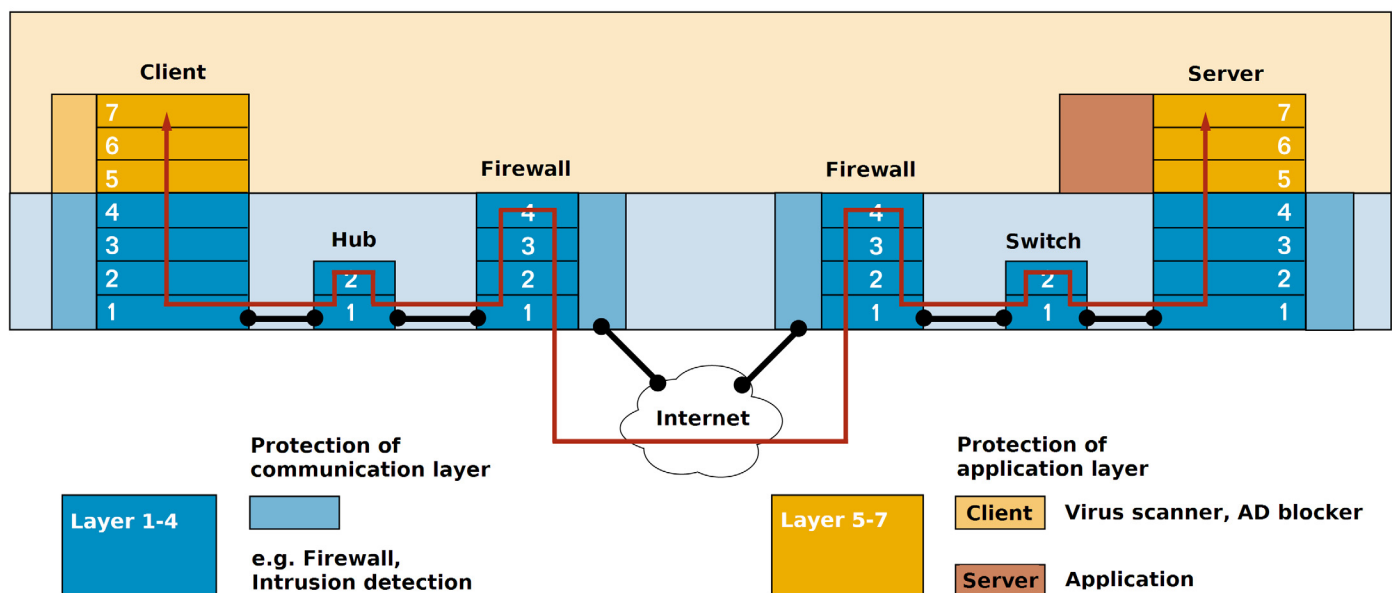 Client
Server
7
6
5
4
3
2
1
Hub
2
1
Firewall
4
3
2
1
Firewall
4
3
2
1
Switch
2
1
7
6
5
4
3
2
1
Internet
Protection of
communication layer
Layer 1-4
e.g. Firewall,
Intrusion detection
Protection of
application layer
Layer 5-7
Client Virus scanner, AD blocker
Server Application